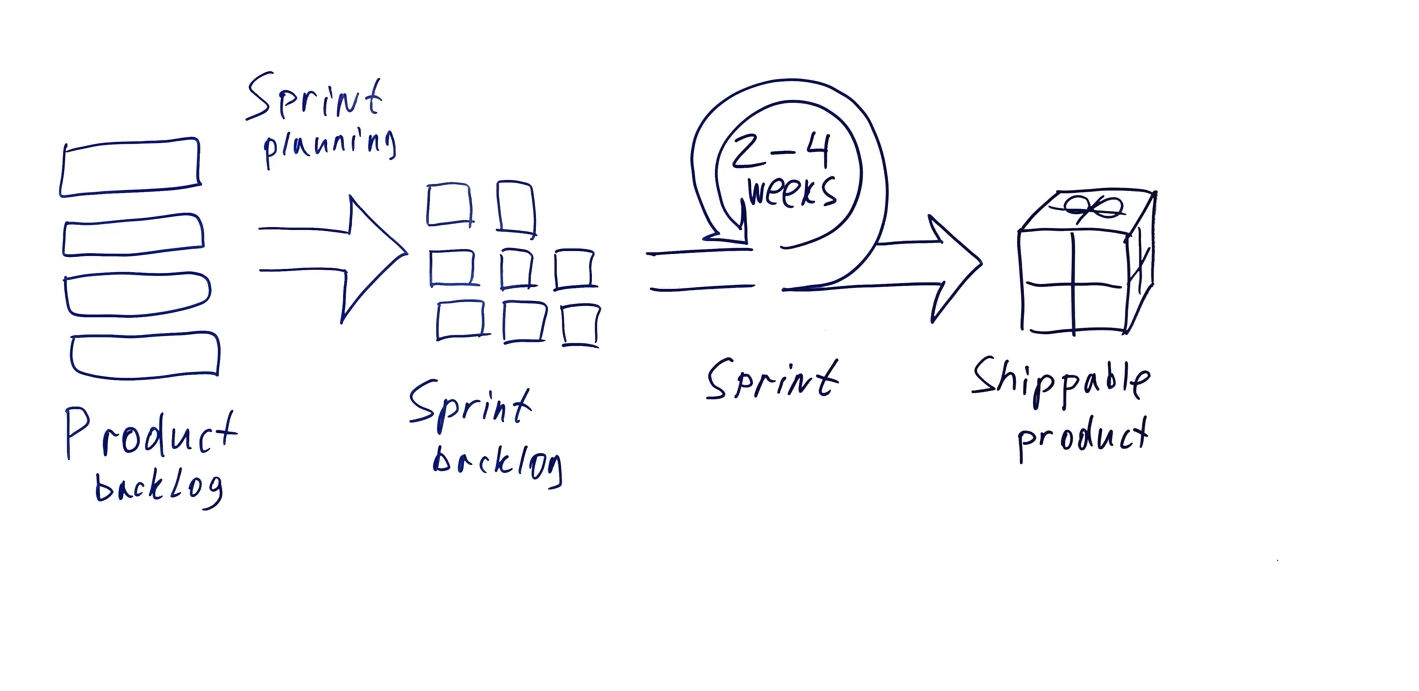 Sprint
planning
2-4
weeks
Product
backlog
Sprint
backlog
Sprint
Shippable
product